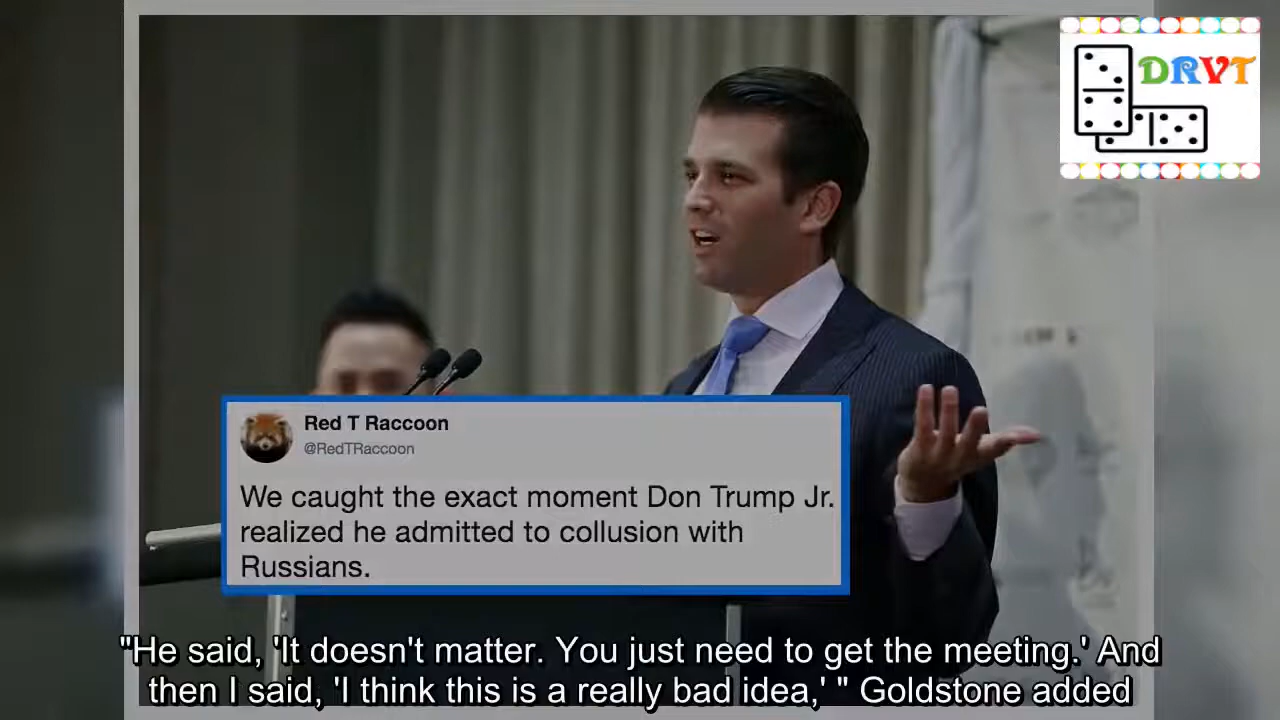 DRVT
Red T Raccoon
@RedTRaccoon
We caught the exact moment Don Trump Jr.
realized he admitted to collusion with
Russians.
"He said, 'It doesn't matter. You just need to get the meeting.' And
then I said, 'I think this is a really bad idea,' " Goldstone added